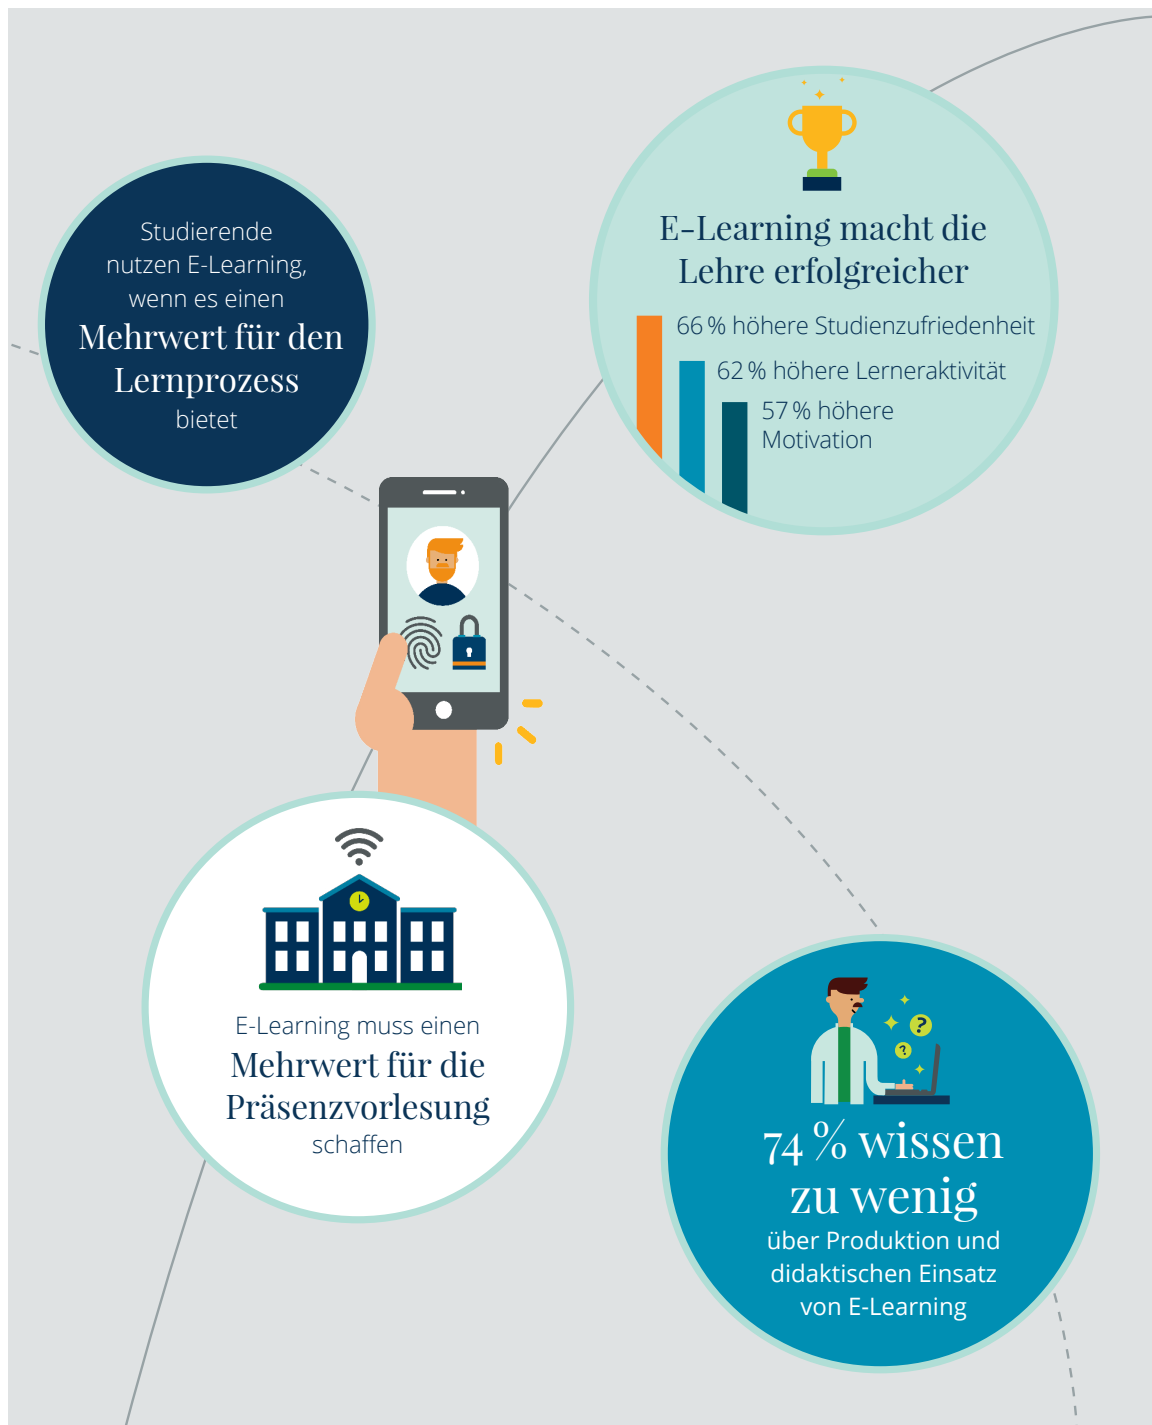 Studierende
nutzen E-Learning,
wenn es einen
Mehrwert für den
Lernprozess
bietet
E-Learning macht die
Lehre erfolgreicher
66 % höhere Studienzufriedenheit
62 % höhere Lerneraktivität
57 % höhere
Motivation
E-Learning muss einen
Mehrwert für die
Präsenzvorlesung
schaffen
?
?
74 % wissen
zu wenig
über Produktion und
didaktischen Einsatz
von E-Learning